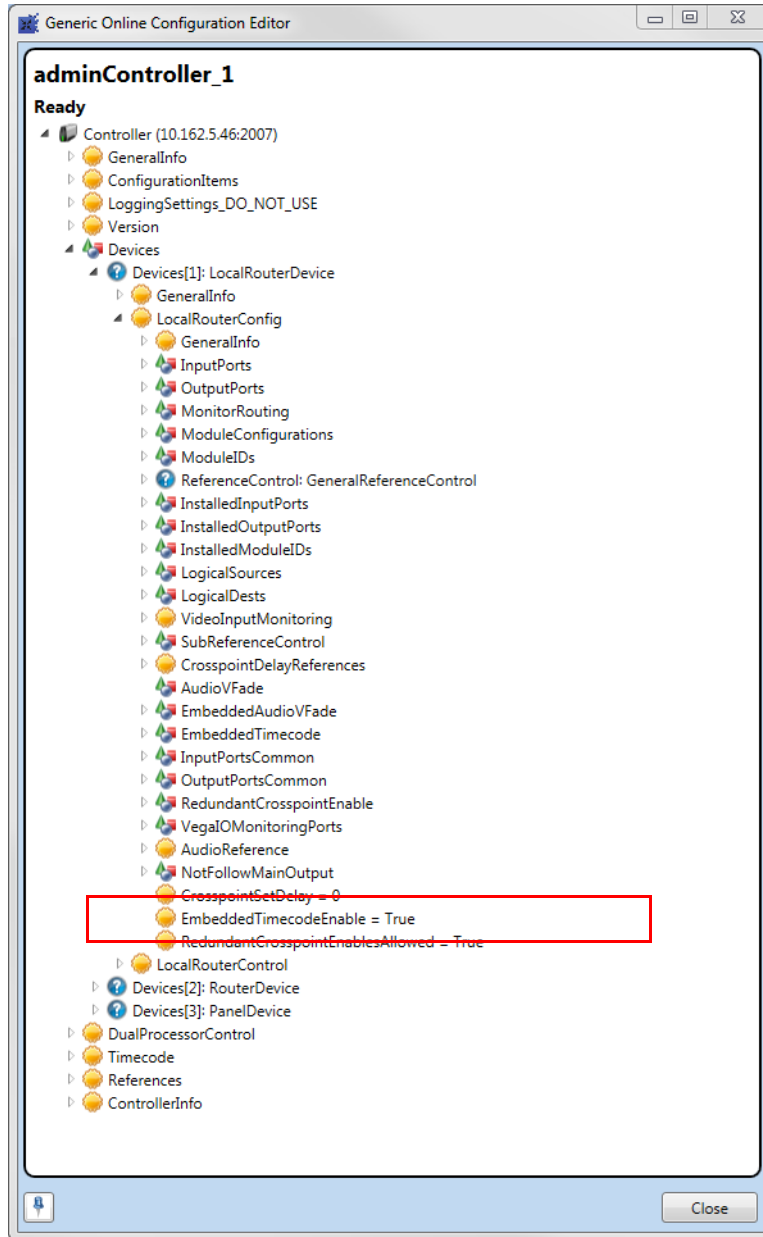 Generic Online Configuration Editor
adminController_1
Ready
Controller (10.162.5.46:2007)
GeneralInfo
ConfigurationItems
LoggingSettings_DO_NOT_USE
Version
Devices
Devices[1]: LocalRouterDevice
GeneralInfo
LocalRouterConfig
GeneralInfo
InputPorts
OutputPorts
MonitorRouting
ModuleConfigurations
ModuleIDs
ReferenceControl: GeneralReferenceControl
InstalledInputPorts
InstalledOutputPorts
InstalledModuleIDs
LogicalSources
LogicalDests
VideoInputMonitoring
SubReferenceControl
CrosspointDelayReferences
AudioVFade
EmbeddedAudioVFade
EmbeddedTimecode
InputPortsCommon
OutputPortsCommon
RedundantCrosspointEnable
VegaIOMonitoringPorts
AudioReference
NotFollowMainOutput
CrosspointSetDelay = 0
EmbeddedTimecodeEnable = True
RedundantCrosspointEnablesAllowed = True
LocalRouterControl
Devices[2]: RouterDevice
Devices[3]: PanelDevice
DualProcessorControl
Timecode
References
ControllerInfo
Close